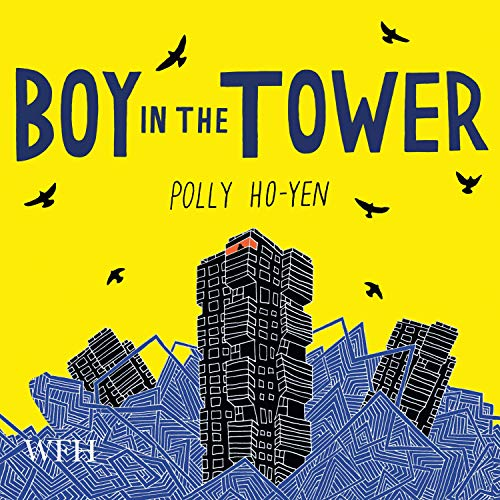 BOY IN THE TOWER
POLLY HO-YEN
WFH